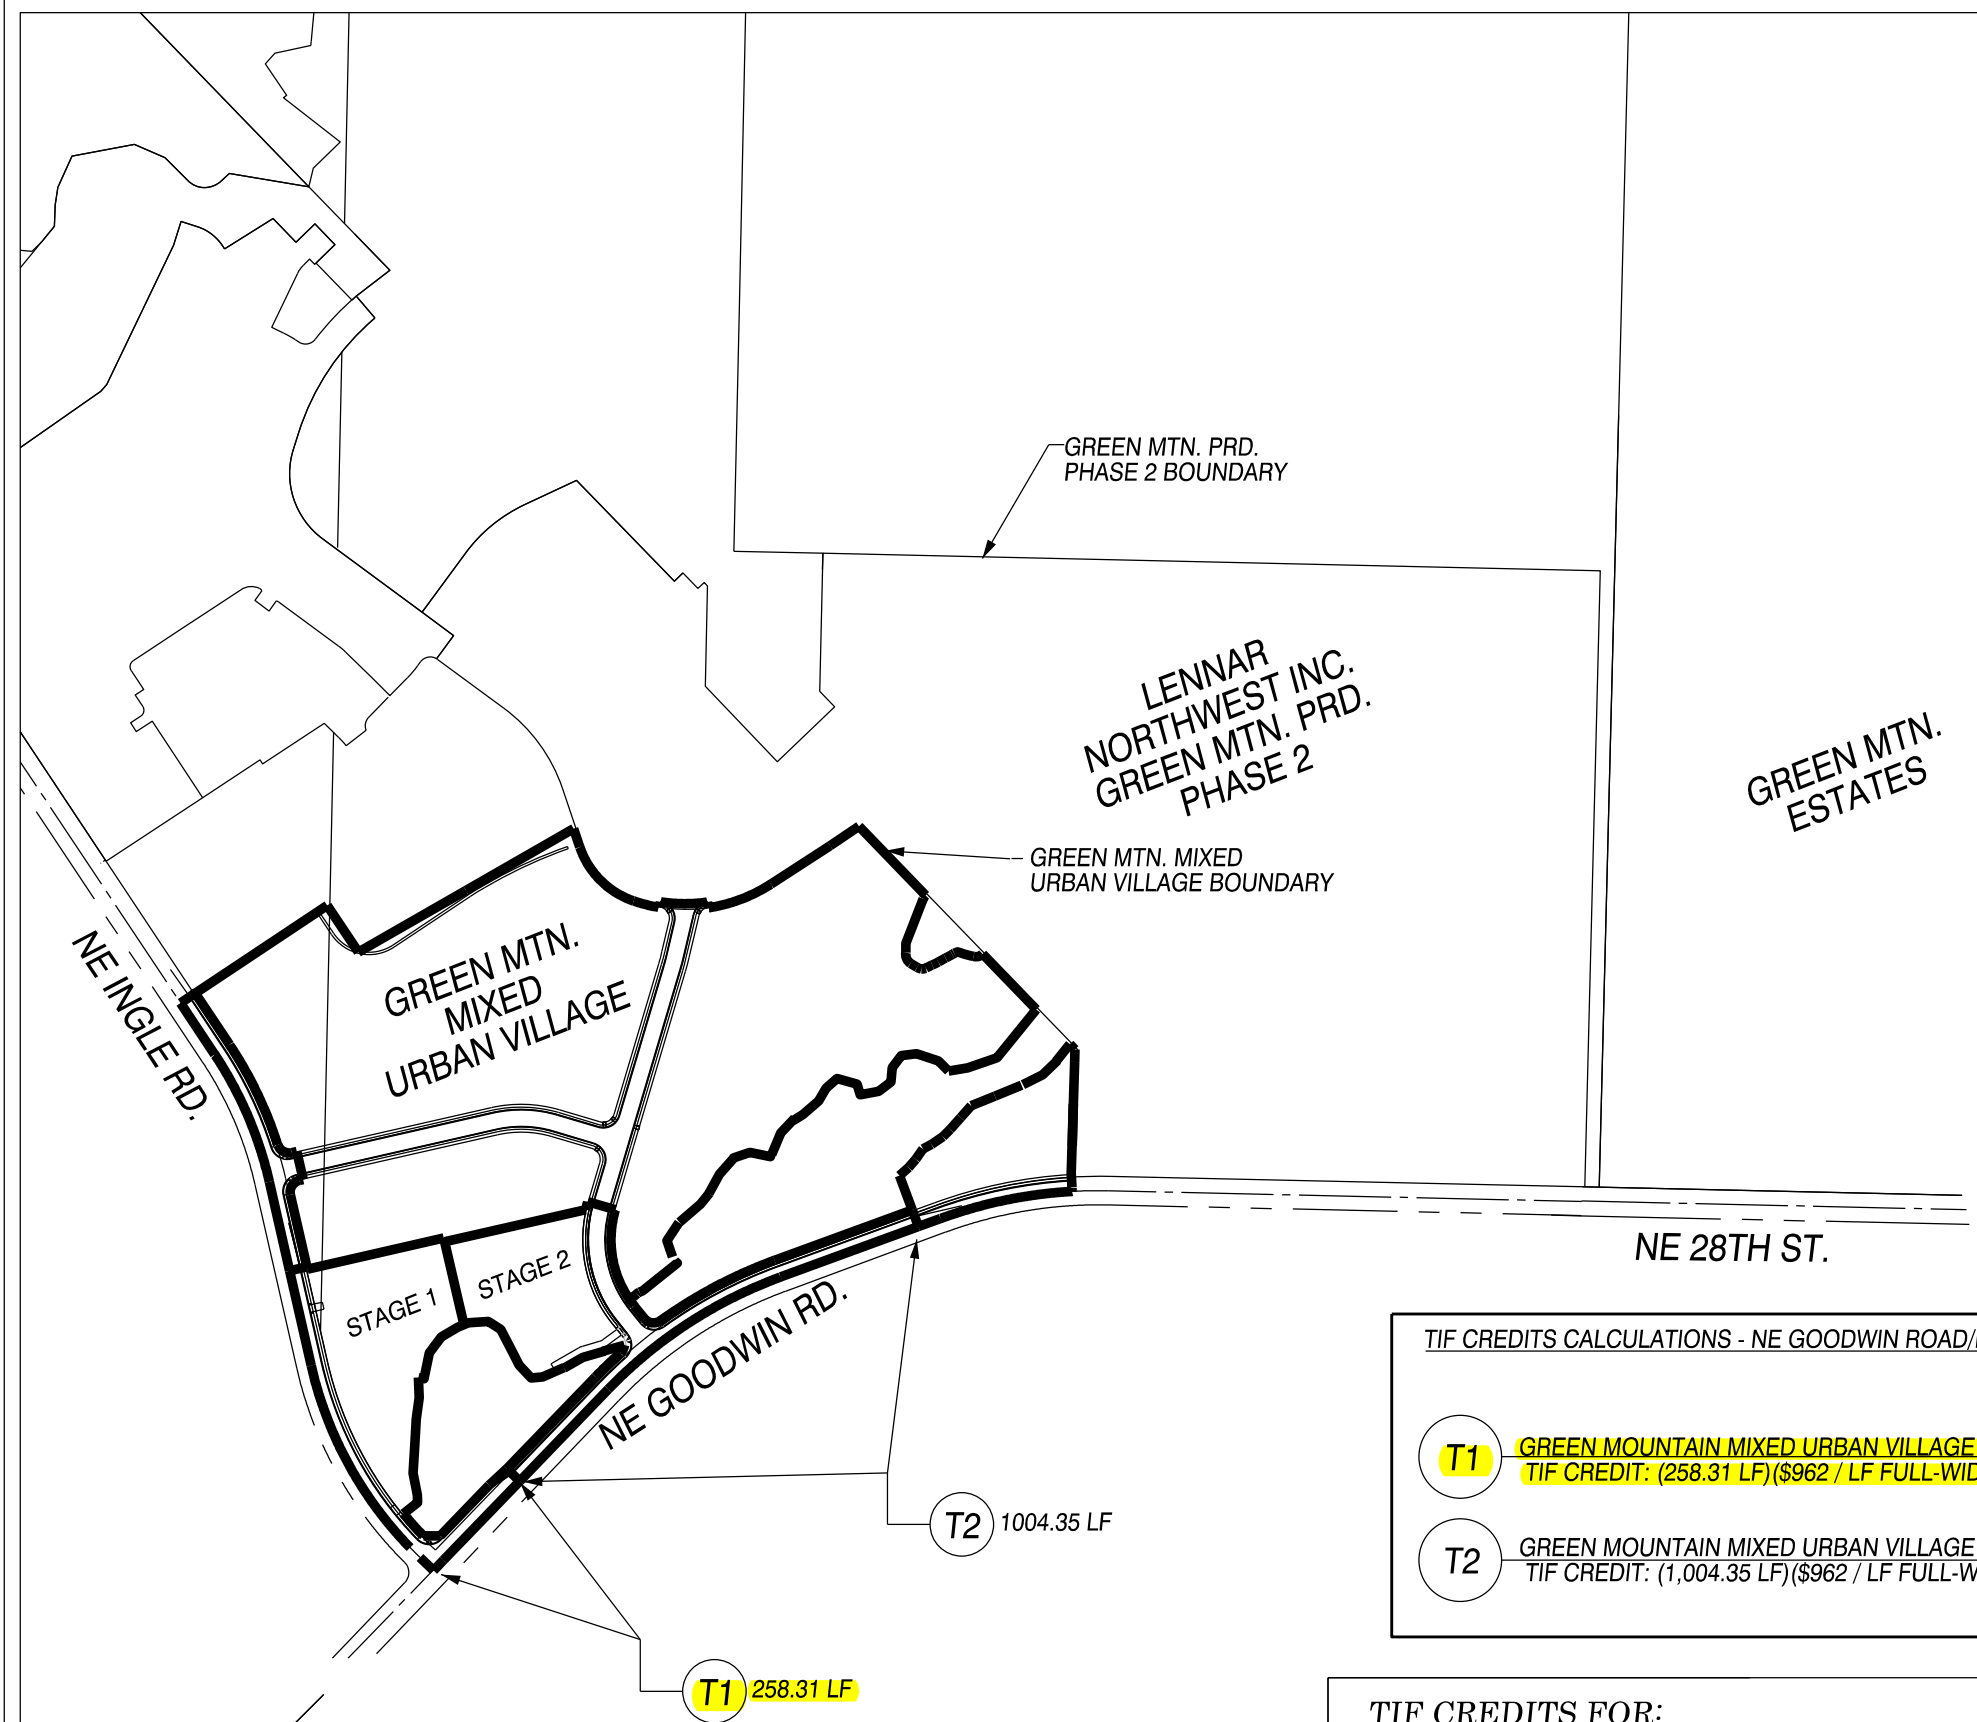 GREEN MTN. PRD.
PHASE 2 BOUNDARY
LENNAR
NORTHWEST INC.
GREEN MTN. PRD.
PHASE 2
GREEN MTN.
ESTATES
GREEN MTN. MIXED
URBAN VILLAGE BOUNDARY
NE INGLE RD.
GREEN MTN.
MIXED
URBAN VILLAGE
NE 28TH ST.
STAGE 1
STAGE 2
NE GOODWIN RD.
TIF CREDITS CALCULATIONS - NE GOODWIN ROAD/
T1
GREEN MOUNTAIN MIXED URBAN VILLAGE
TIF CREDIT: (258.31 LF)($962 / LF FULL-WID
T2
GREEN MOUNTAIN MIXED URBAN VILLAGE
TIF CREDIT: (1,004.35 LF)($962 / LF FULL-W
T2 1004.35 LF
T1 258.31 LF
TIF CREDITS FOR: